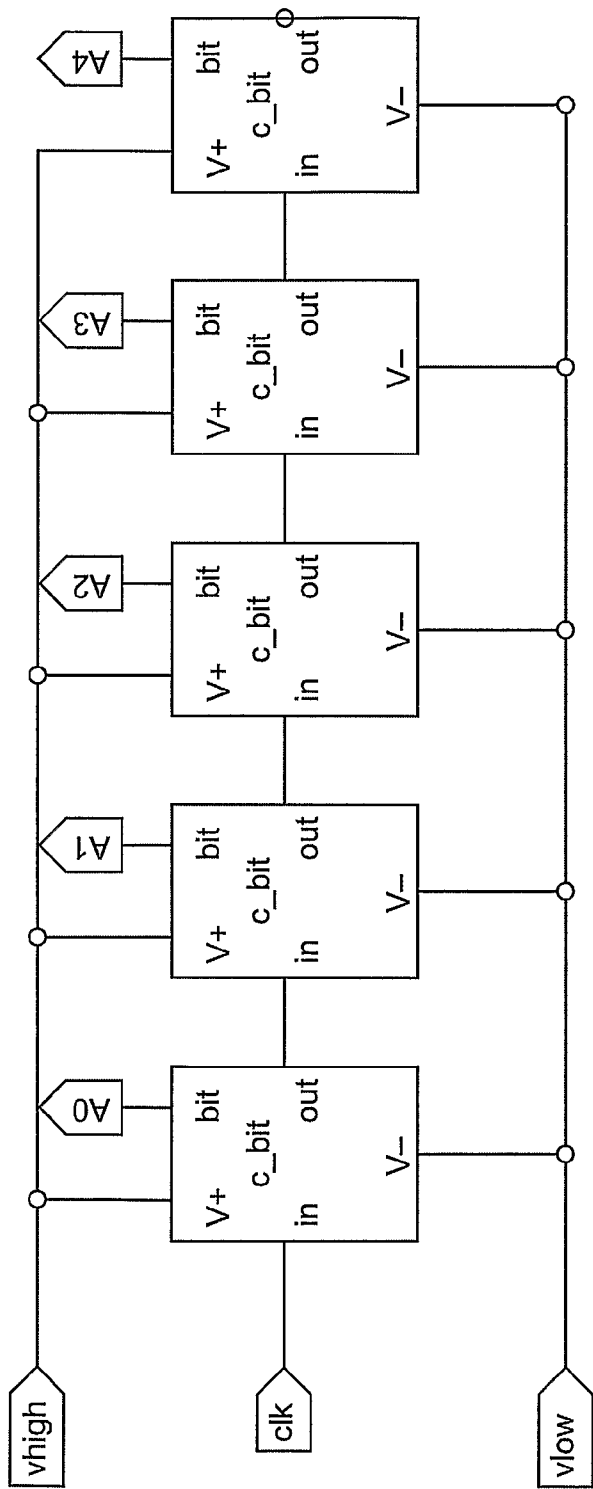 vhigh
clk
vlow
A0
V+
bit
c_bit
in
out
V–
A1
V+
bit
c_bit
in
out
V–
A2
V+
bit
c_bit
in
out
V–
A3
V+
bit
c_bit
in
out
V–
A4
V+
bit
c_bit
in
out
V–